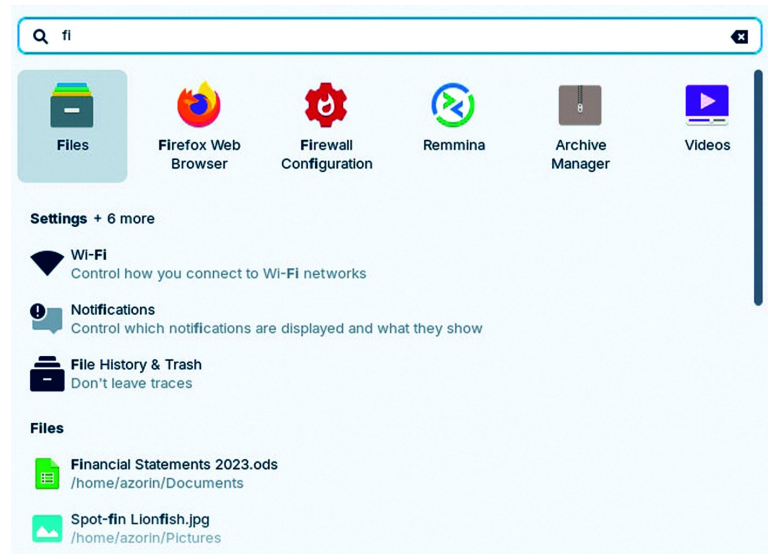 fi
Files
Firefox Web
Browser
Firewall
Configuration
Remmina
Archive
Manager
Videos
Settings + 6 more
Wi-Fi
Control how you connect to Wi-Fi networks
Notifications
Control which notifications are displayed and what they show
File History & Trash
Don't leave traces
Files
Financial Statements 2023.ods
/home/azorin/Documents
Spot-fin Lionfish.jpg
/home/azorin/Pictures